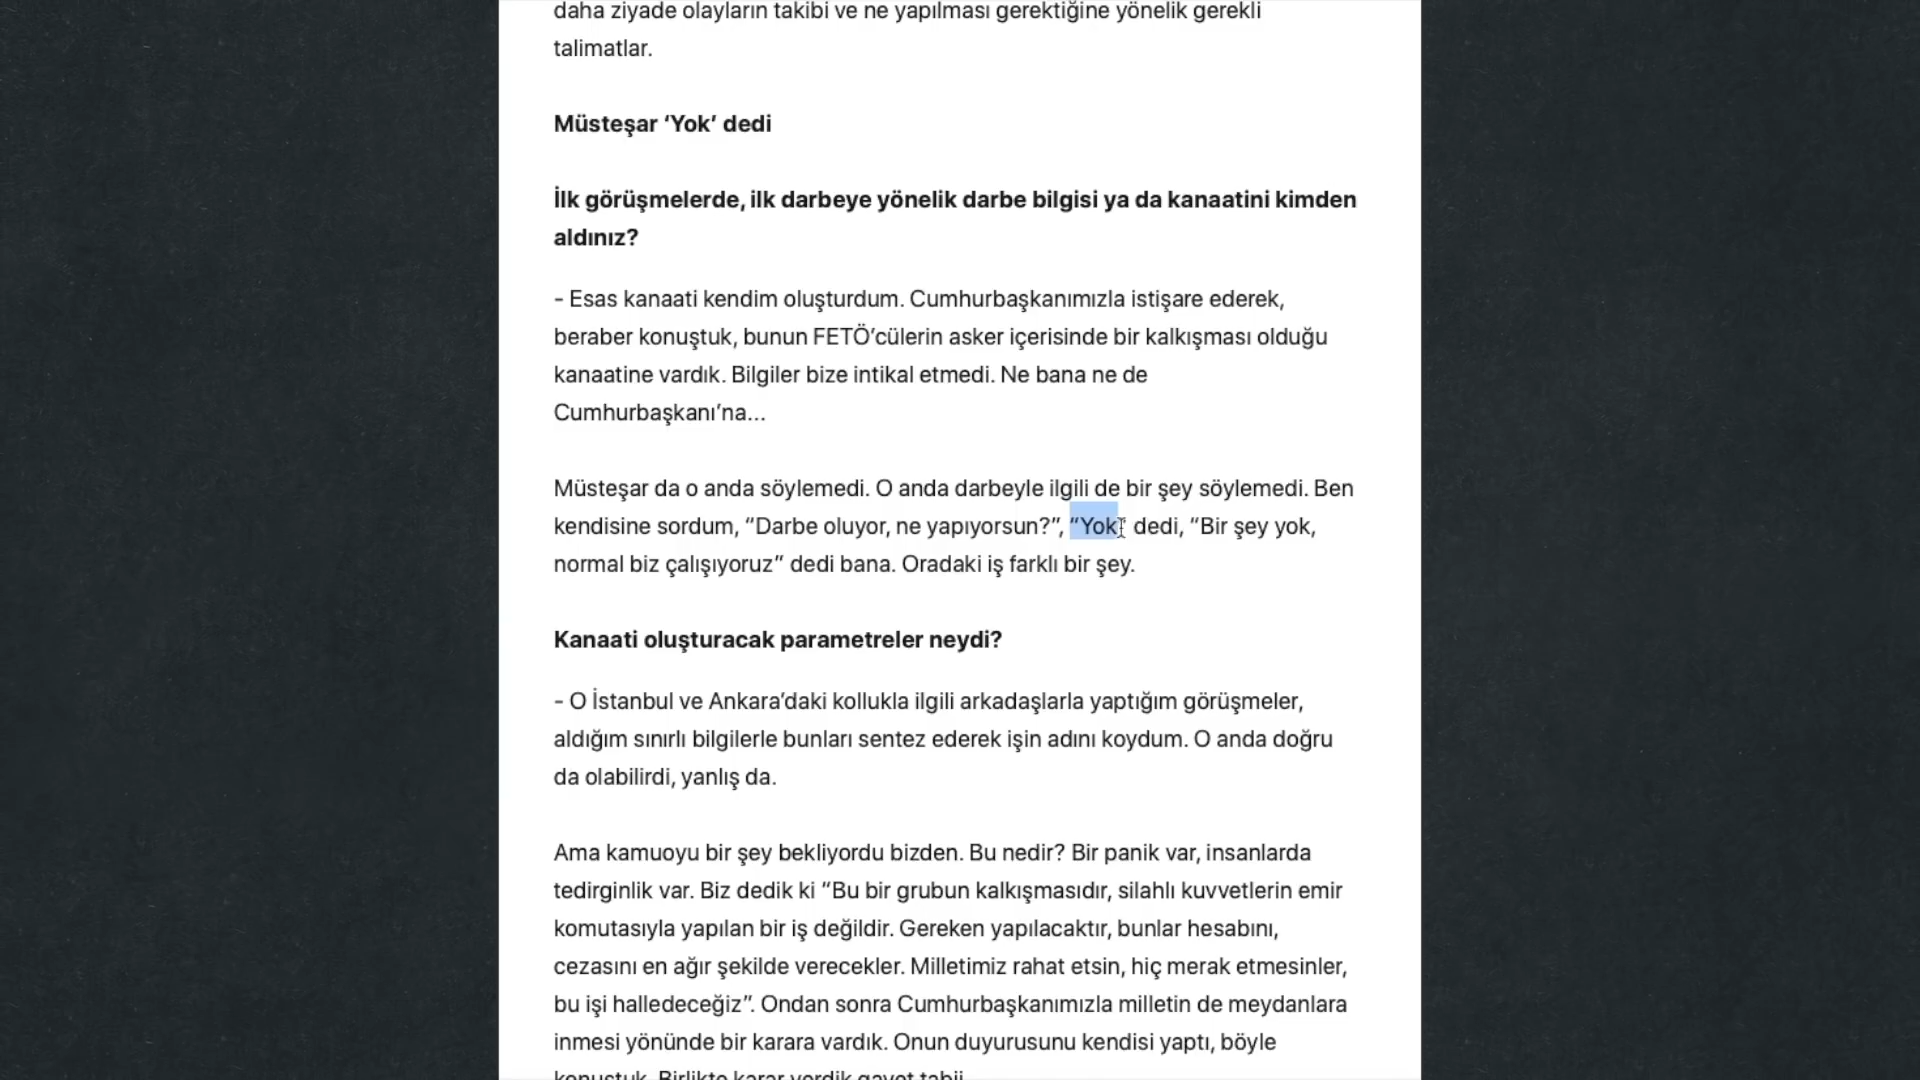 daha ziyade olayların takibi ve ne yapılması gerektiğine yönelik gerekli
talimatlar.
Müsteşar ‘Yok’ dedi
İlk görüşmelerde, ilk darbeye yönelik darbe bilgisi ya da kanaatini kimden
aldınız?
- Esas kanaati kendim oluşturdum. Cumhurbaşkanımızla istişare ederek,
beraber konuştuk, bunun FETÖ’cülerin asker içerisinde bir kalkışması olduğu
kanaatine vardık. Bilgiler bize intikal etmedi. Ne bana ne de
Cumhurbaşkanı’na...
Müsteşar da o anda söylemedi. O anda darbeyle ilgili de bir şey söylemedi. Ben
kendisine sordum, “Darbe oluyor, ne yapıyorsun?”, “Yok” dedi, “Bir şey yok,
normal biz çalışıyoruz” dedi bana. Oradaki iş farklı bir şey.
Kanaati oluşturacak parametreler neydi?
- O İstanbul ve Ankara’daki kollukla ilgili arkadaşlarla yaptığım görüşmeler,
aldığım sınırlı bilgilerle bunları sentez ederek işin adını koydum. O anda doğru
da olabilirdi, yanlış da.
Ama kamuoyu bir şey bekliyordu bizden. Bu nedir? Bir panik var, insanlarda
tedirginlik var. Biz dedik ki “Bu bir grubun kalkışmasıdır, silahlı kuvvetlerin emir
komutasıyla yapılan bir iş değildir. Gereken yapılacaktır, bunlar hesabını,
cezasını en ağır şekilde verecekler. Milletimiz rahat etsin, hiç merak etmesinler,
bu işi halledeceğiz”. Ondan sonra Cumhurbaşkanımızla milletin de meydanlara
inmesi yönünde bir karara vardık. Onun duyurusunu kendisi yaptı, böyle
konuştuk. Birlikte karar verdik gayet tabii.